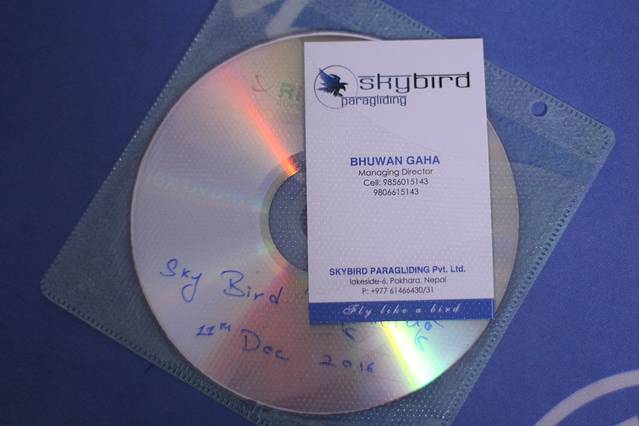 skybird
paragliding
BHUWAN GAHA
Managing Director
Cell: 9856015143
9806615143
SKYBIRD PARAGLIDING Pvt. Ltd.
lakeside-6, Pokhara, Nepal
P: +977 61466430/31
Fly like a bird
Sky Bird
11TH Dec 2016